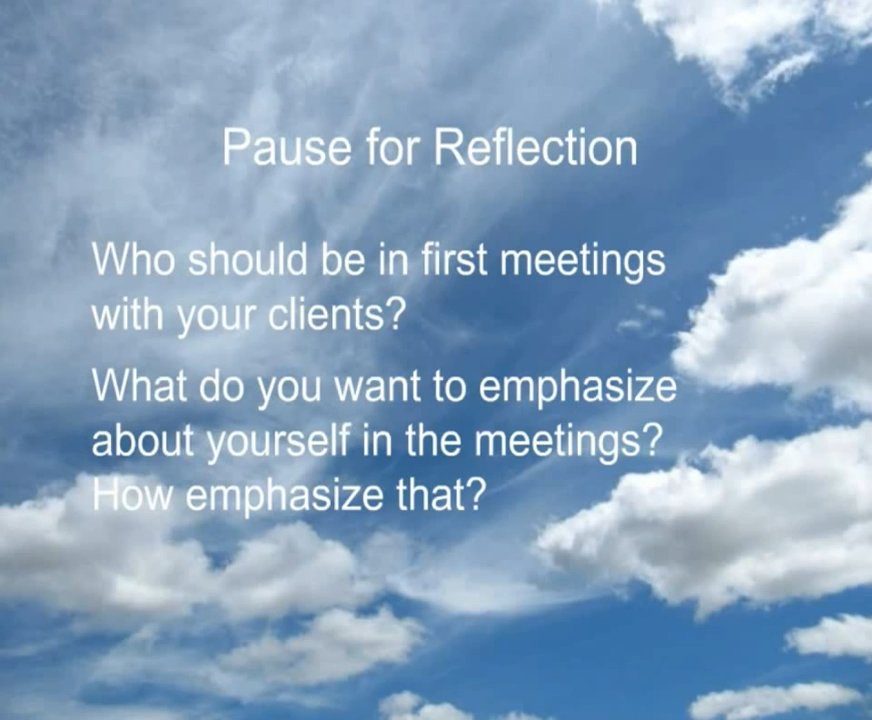 Pause for Reflection
Who should be in first meetings
with your clients?
What do you want to emphasize
about yourself in the meetings?
How emphasize that?